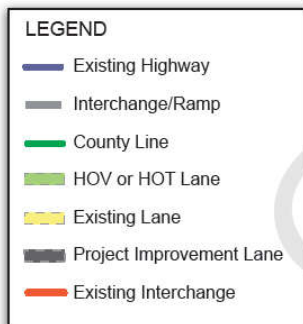 LEGEND
Existing Highway
Interchange/Ramp
County Line
HOV or HOT Lane
Existing Lane
Project Improvement Lane
Existing Interchange